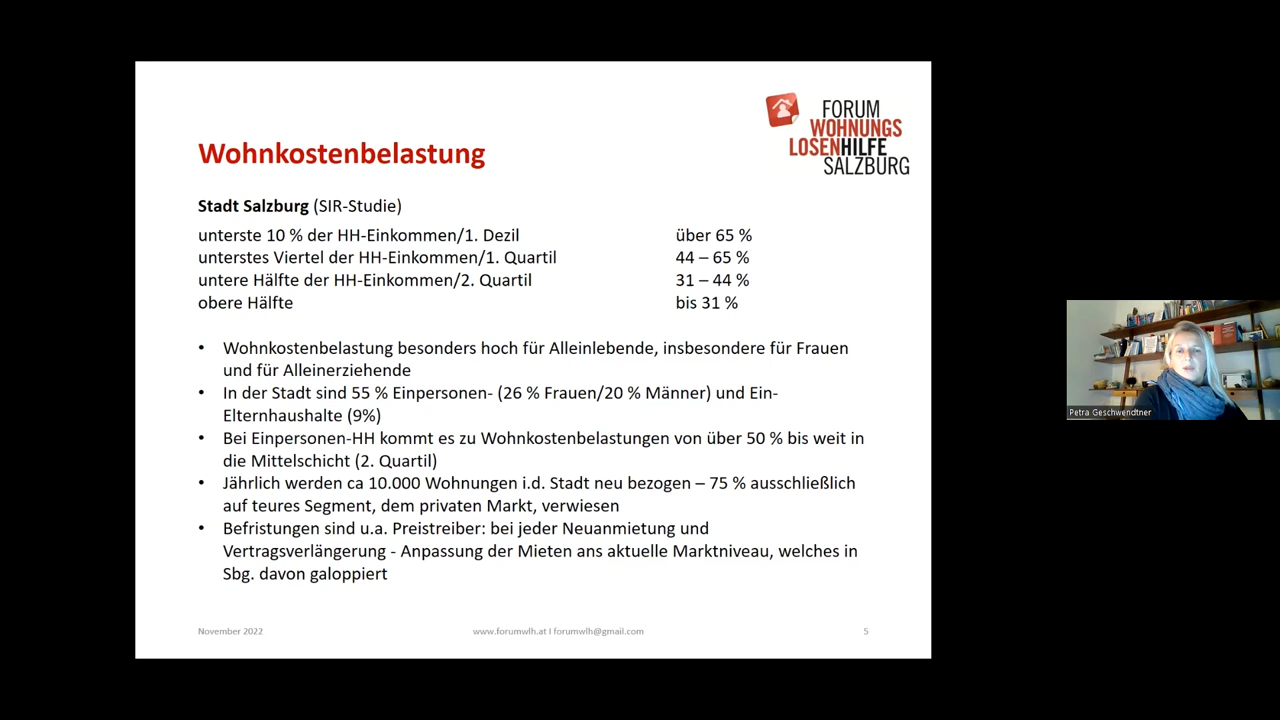 FORUM
WOHNUNGS
LOSENHILFE
SALZBURG
Wohnkostenbelastung
Stadt Salzburg (SIR-Studie)
unterste 10 % der HH-Einkommen/1. Dezil über 65 %
unterstes Viertel der HH-Einkommen/1. Quartil 44 – 65 %
untere Hälfte der HH-Einkommen/2. Quartil 31 – 44 %
obere Hälfte bis 31 %
• Wohnkostenbelastung besonders hoch für Alleinlebende, insbesondere für Frauen
und für Alleinerziehende
• In der Stadt sind 55 % Einpersonen- (26 % Frauen/20 % Männer) und Ein-
Elternhaushalte (9%)
• Bei Einpersonen-HH kommt es zu Wohnkostenbelastungen von über 50 % bis weit in
die Mittelschicht (2. Quartil)
• Jährlich werden ca 10.000 Wohnungen i.d. Stadt neu bezogen – 75 % ausschließlich
auf teures Segment, dem privaten Markt, verwiesen
• Befristungen sind u.a. Preistreiber: bei jeder Neuanmietung und
Vertragsverlängerung - Anpassung der Mieten ans aktuelle Marktniveau, welches in
Sbg. davon galoppiert
November 2022 www.forumwlh.at I forumwlh@gmail.com 5
Petra Geschwendtner